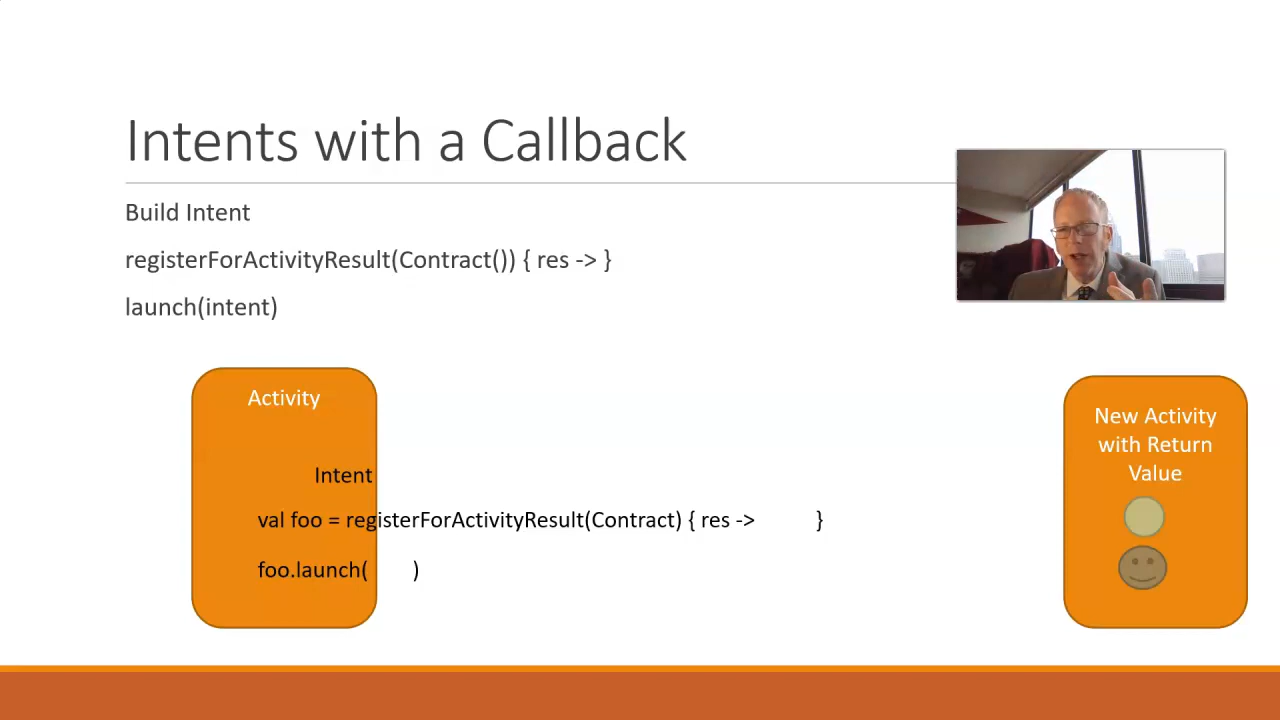 Intents with a Callback
Build Intent
registerForActivityResult(Contract()) { res -> }
launch(intent)
Activity
Intent
val foo = registerForActivityResult(Contract) { res -> }
foo.launch( )
New Activity
with Return
Value